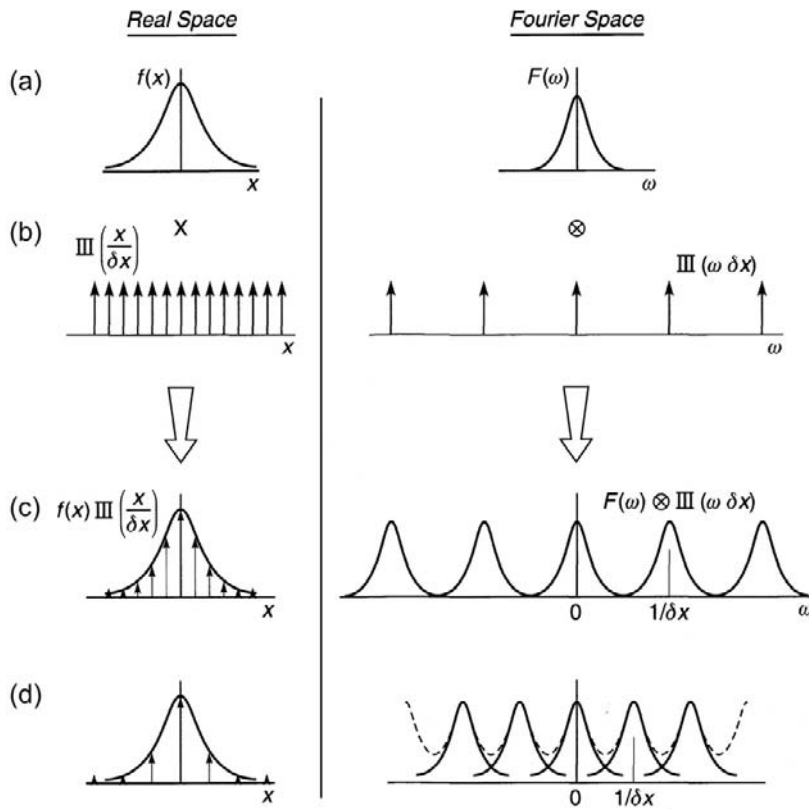 Real Space
Fourier Space
(a)
f(x)
x
F(ω)
ω
(b)
X
Ш (x/δx)
x
⊗
Ш (ω δx)
ω
(c)
f(x) Ш (x/δx)
x
F(ω) ⊗ Ш (ω δx)
0
1/δx
ω
(d)
x
0
1/δx